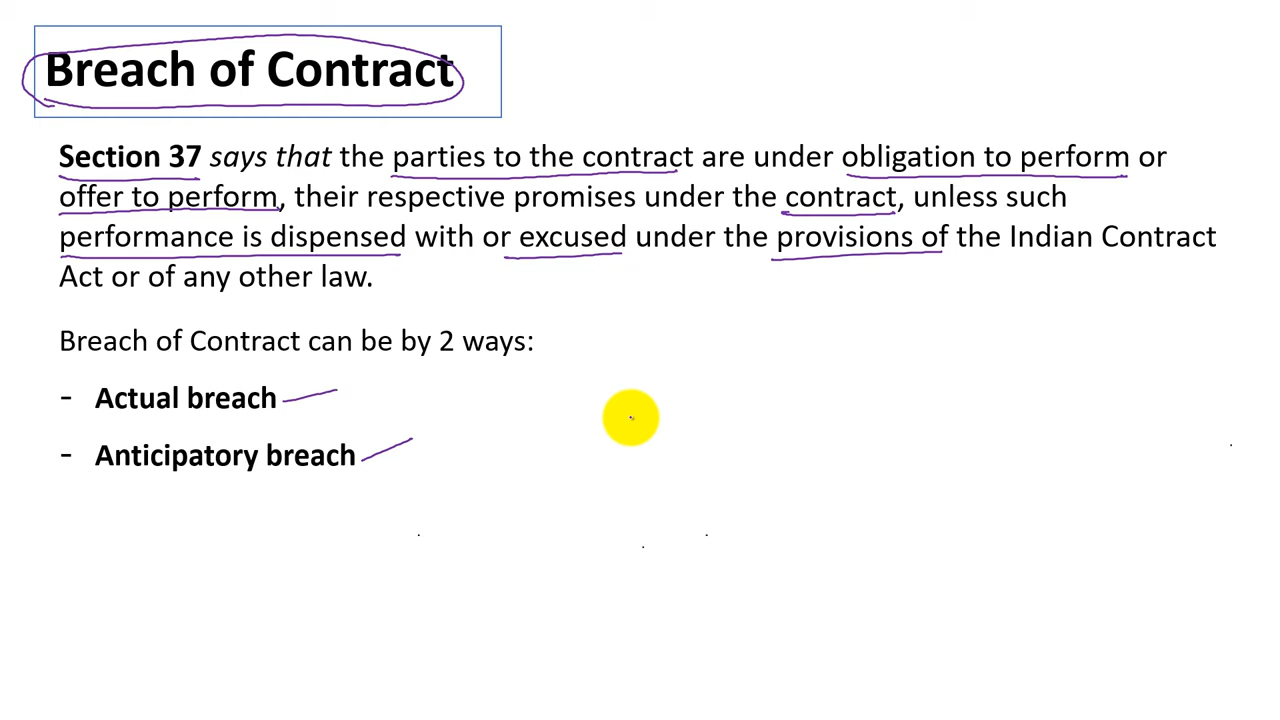 Breach of Contract
Section 37 says that the parties to the contract are under obligation to perform or
offer to perform, their respective promises under the contract, unless such
performance is dispensed with or excused under the provisions of the Indian Contract
Act or of any other law.
Breach of Contract can be by 2 ways:
- Actual breach
- Anticipatory breach